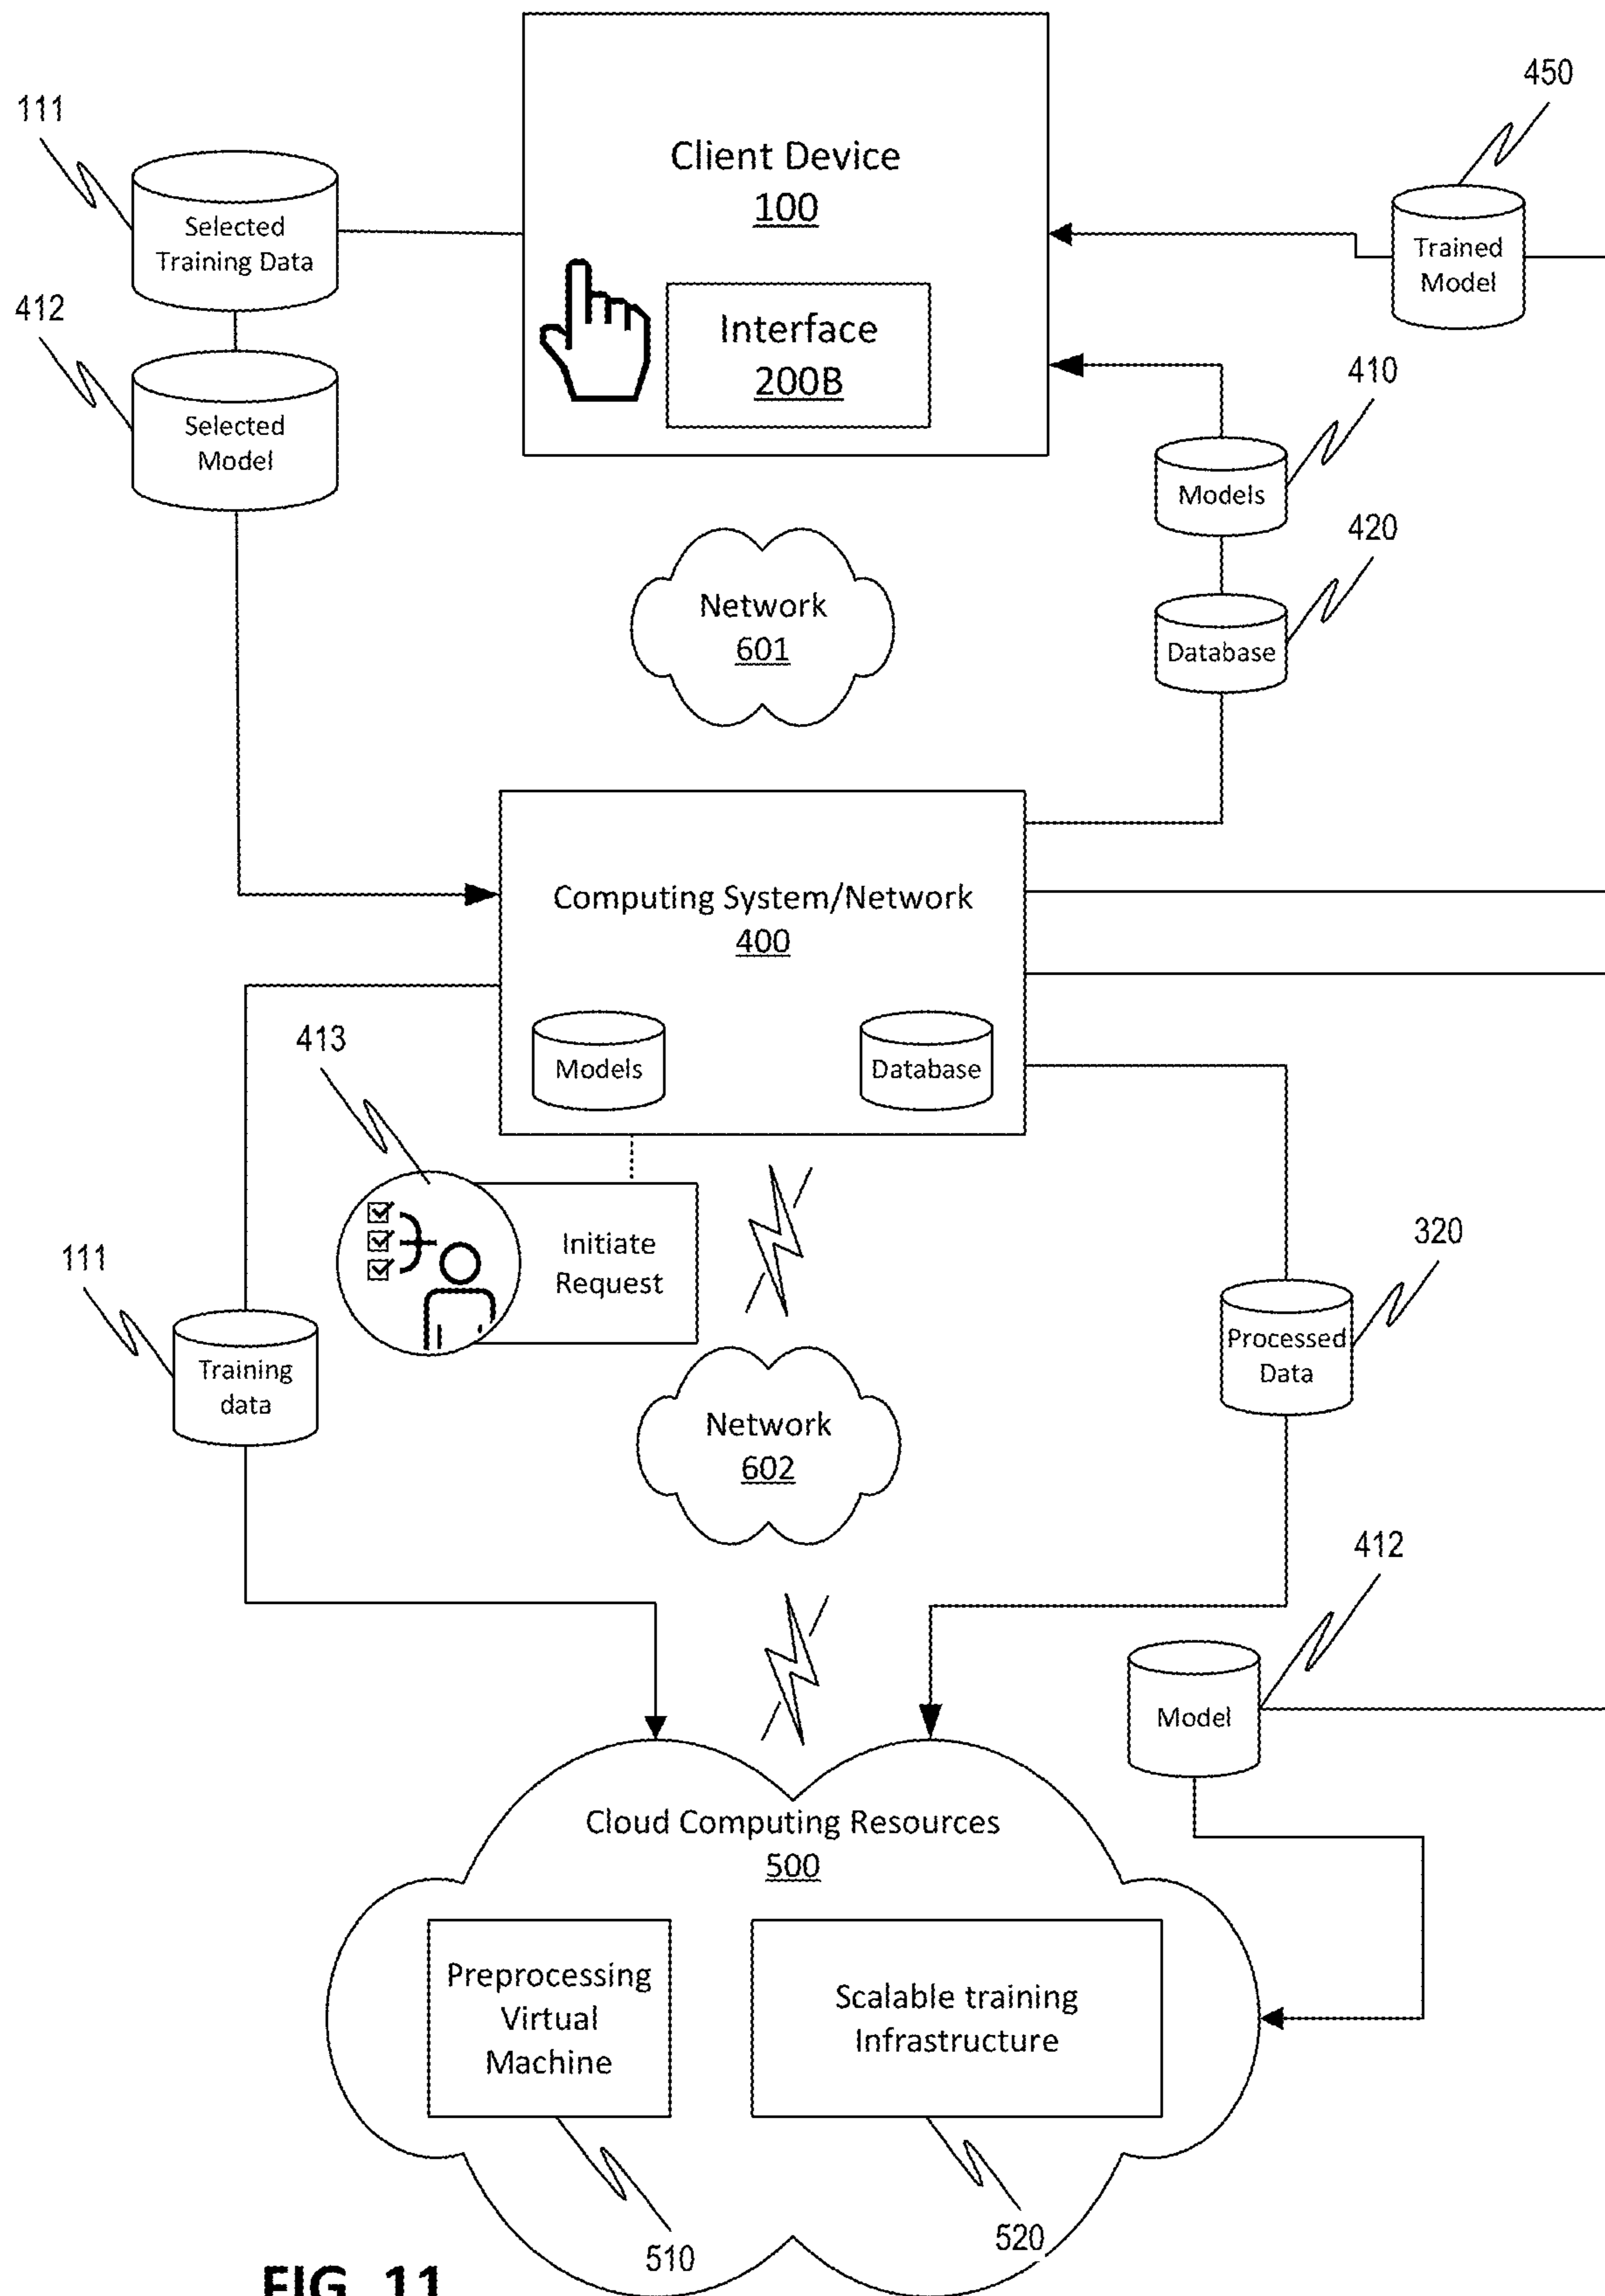 450
111
Client Device
100
Selected
Training Data
Trained
Model
412
Interface
200B
410
Selected
Model
Models
420
Network
601
Database
Computing System/Network
400
413
Models
Database
Initiate
Request
320
111
Processed
Data
Training
data
Network
602
412
Model
Cloud Computing Resources
500
Preprocessing
Virtual
Machine
Scalable training
Infrastructure
510
520
FIG. 11